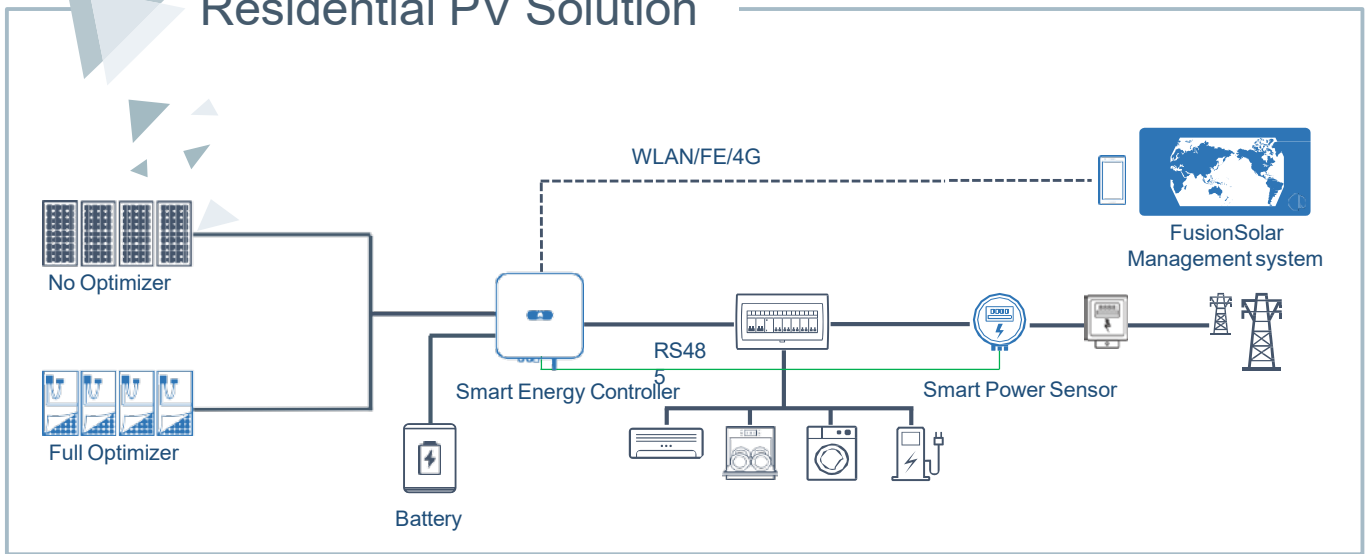 Residential PV Solution
WLAN/FE/4G
FusionSolar
Management system
No Optimizer
RS48
5
Smart Energy Controller
Smart Power Sensor
Full Optimizer
Battery